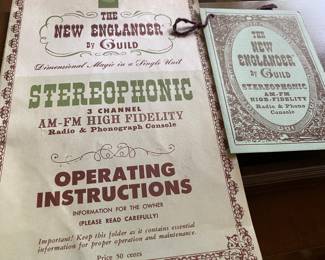 THE
NEW ENGLANDER
BY GUILD
Dimensional Magic in a Single Unit
STEREOPHONIC
3 CHANNEL
AM-FM HIGH FIDELITY
Radio & Phonograph Console
OPERATING
INSTRUCTIONS
INFORMATION FOR THE OWNER
(PLEASE READ CAREFULLY)
Important! Keep this folder as it contains essential
information for proper operation and maintenance.
Price 50 cents
THE
NEW
ENGLANDER
BY GUILD
STEREOPHONIC
AM-FM
HIGH-FIDELITY
Radio & Phono
Console